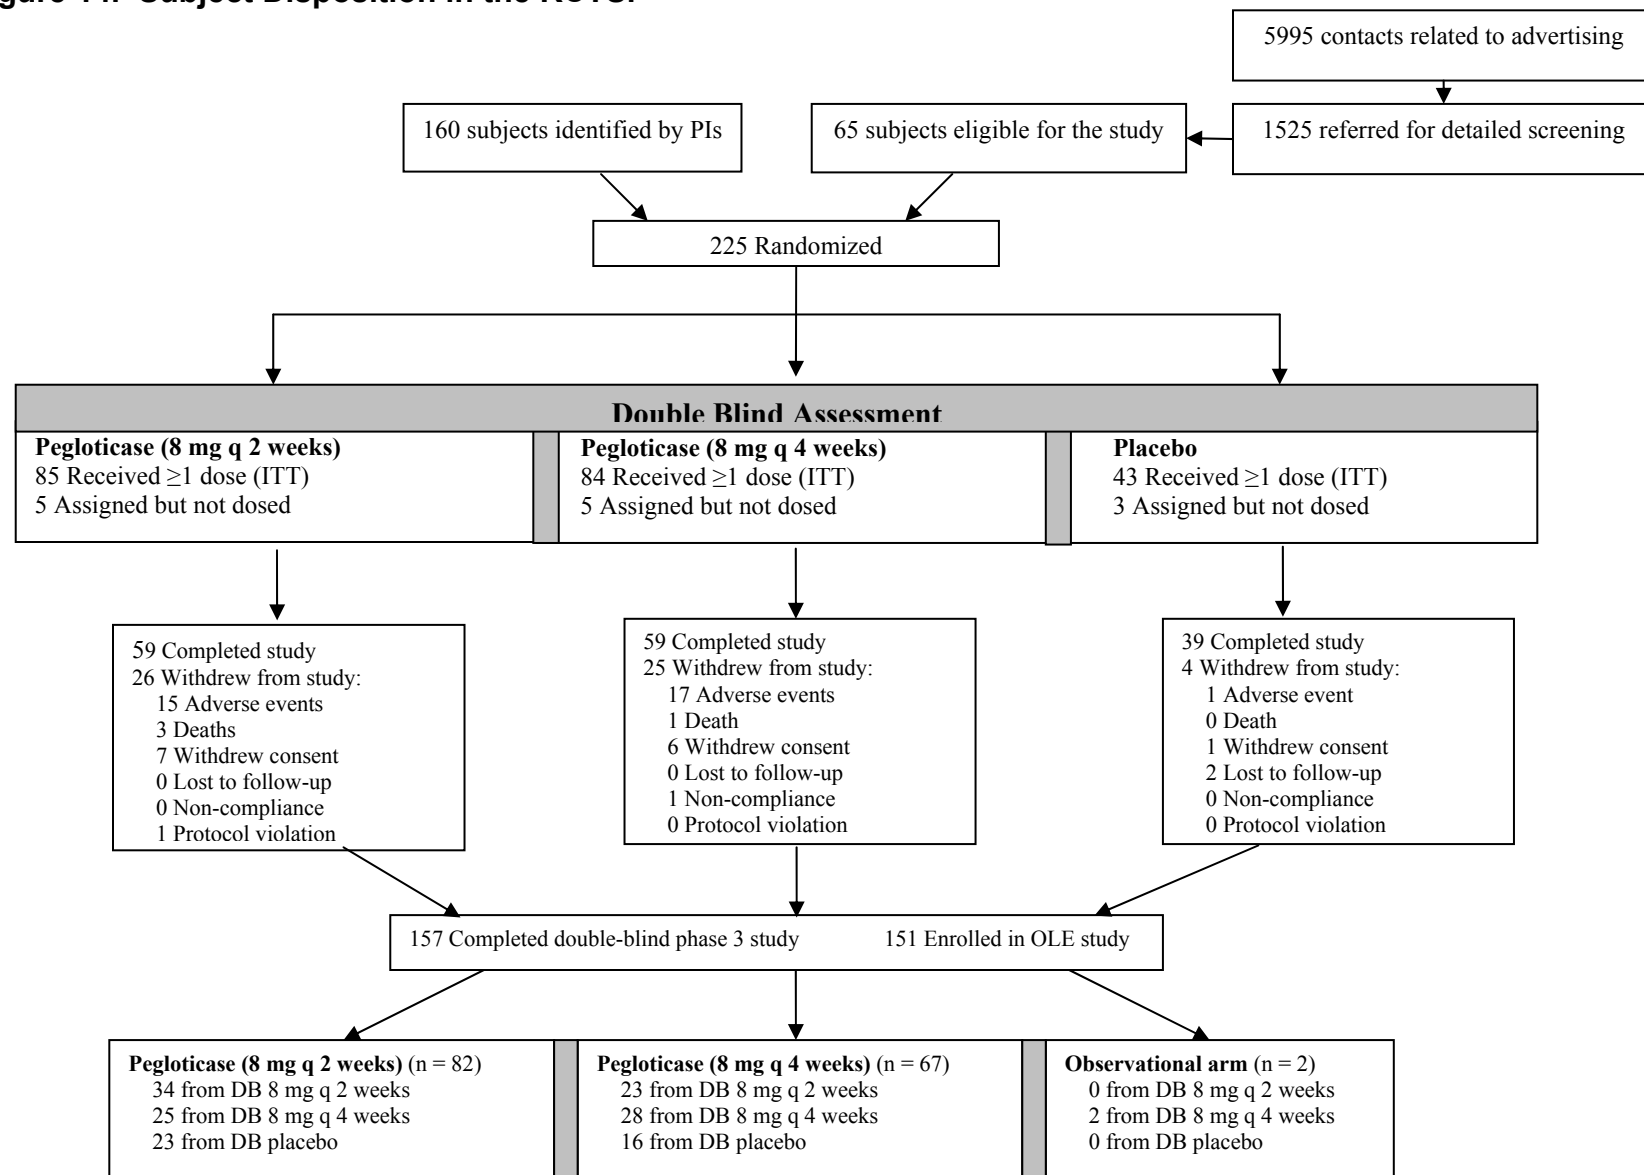 Subject Disposition in the
5995 contacts related to advertising
160 subjects identified by PIs
65 subjects eligible for the study
1525 referred for detailed screening
225 Randomized
Double Blind Assessment
Pegloticase (8 mg q 2 weeks)
85 Received ≥1 dose (ITT)
5 Assigned but not dosed
Pegloticase (8 mg q 4 weeks)
84 Received ≥1 dose (ITT)
5 Assigned but not dosed
Placebo
43 Received ≥1 dose (ITT)
3 Assigned but not dosed
59 Completed study
26 Withdrew from study:
15 Adverse events
3 Deaths
7 Withdrew consent
0 Lost to follow-up
0 Non-compliance
1 Protocol violation
59 Completed study
25 Withdrew from study:
17 Adverse events
1 Death
6 Withdrew consent
0 Lost to follow-up
1 Non-compliance
0 Protocol violation
39 Completed study
4 Withdrew from study:
1 Adverse event
0 Death
1 Withdrew consent
2 Lost to follow-up
0 Non-compliance
0 Protocol violation
157 Completed double-blind phase 3 study 151 Enrolled in OLE study
Pegloticase (8 mg q 2 weeks) (n = 82)
34 from DB 8 mg q 2 weeks
25 from DB 8 mg q 4 weeks
23 from DB placebo
Pegloticase (8 mg q 4 weeks) (n = 67)
23 from DB 8 mg q 2 weeks
28 from DB 8 mg q 4 weeks
16 from DB placebo
Observational arm (n = 2)
0 from DB 8 mg q 2 weeks
2 from DB 8 mg q 4 weeks
0 from DB placebo